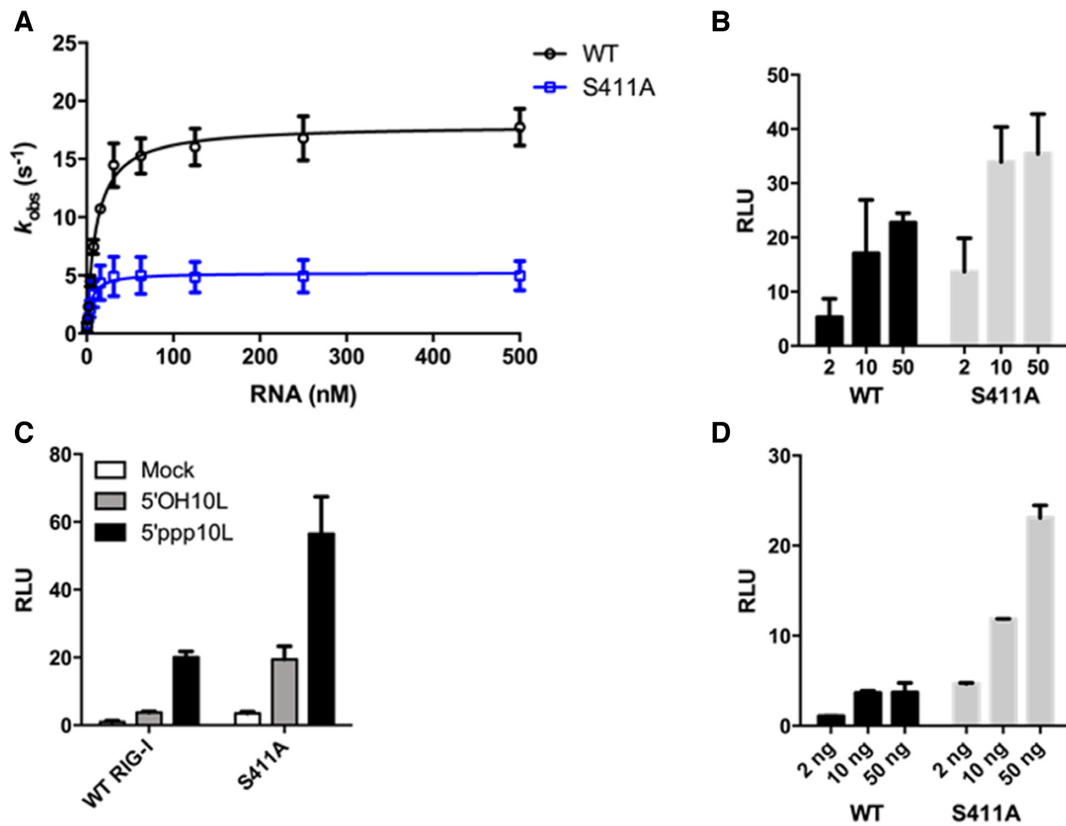 A
25
20
15
10
5
0
k obs (s-1)
0 100 200 300 400 500
RNA (nM)
WT
S411A
B
50
40
30
20
10
0
RLU
2 10 50 2 10 50
WT S411A
C
80
60
40
20
0
RLU
Mock
5'OH10L
5'ppp10L
WT RIG-I S411A
D
30
20
10
0
RLU
2 ng 10 ng 50 ng 2 ng 10 ng 50 ng
WT S411A